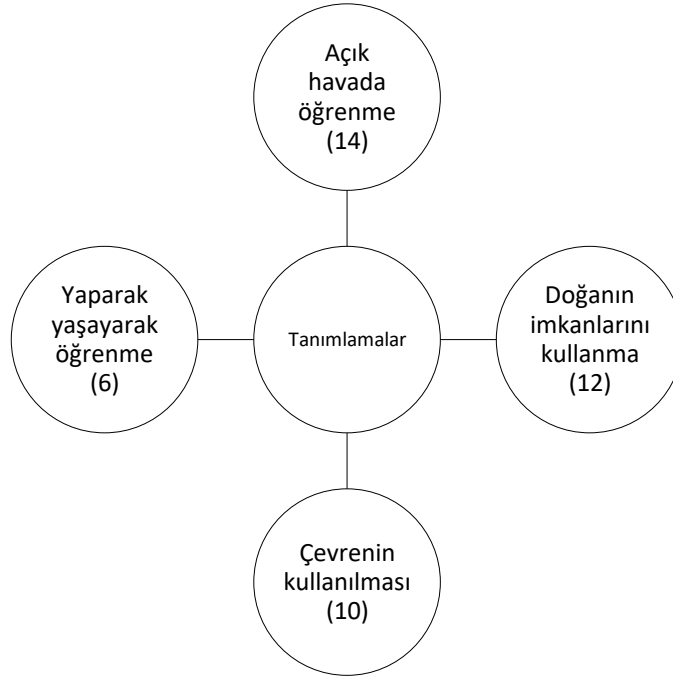 Açık
havada
öğrenme
(14)
Yaparak
yaşayarak
öğrenme
(6)
Tanımlamalar
Doğanın
imkanlarını
kullanma
(12)
Çevrenin
kullanılması
(10)